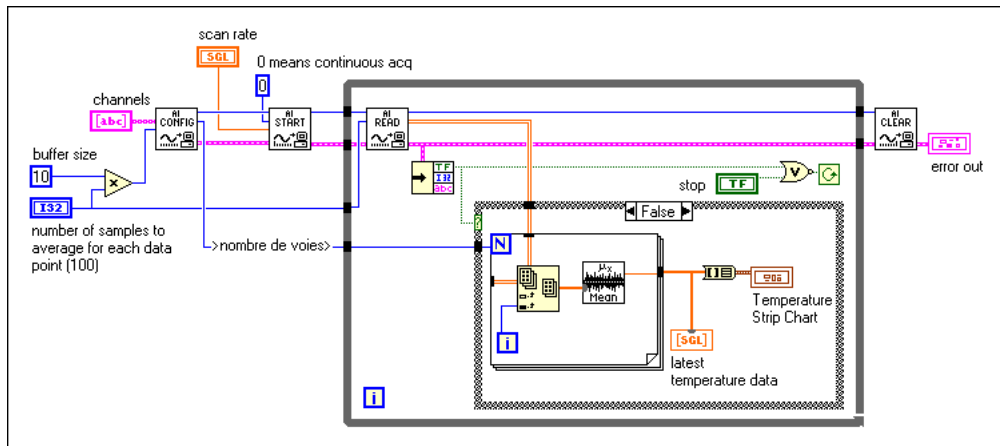 scan rate
SGL
0 means continuous acq
0
channels
[abc]
AI
CONFIG
AI
START
AI
READ
AI
CLEAR
error out
buffer size
10
x
I32
number of samples to
average for each data
point (100)
>nombre de voies>
TF
I32
abc
stop
TF
V
False
?
N
i
μx
Mean
Temperature
Strip Chart
[SGL]
latest
temperature data
i